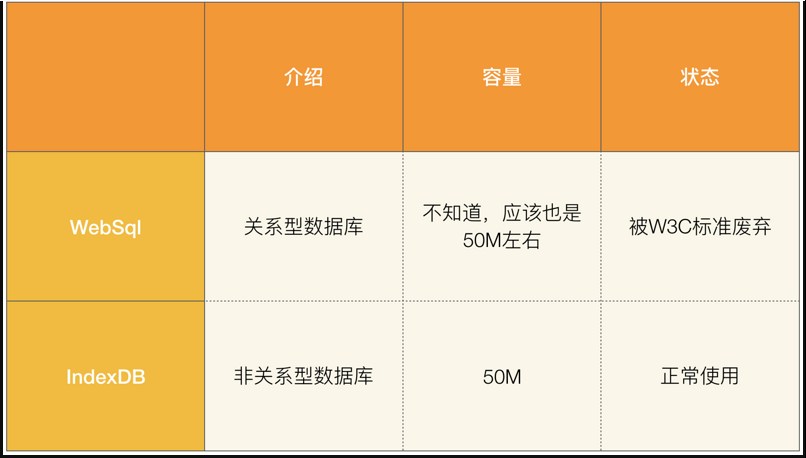 介绍
容量
状态
WebSql
关系型数据库
不知道，应该也是
50M左右
被W3C标准废弃
IndexDB
非关系型数据库
50M
正常使用